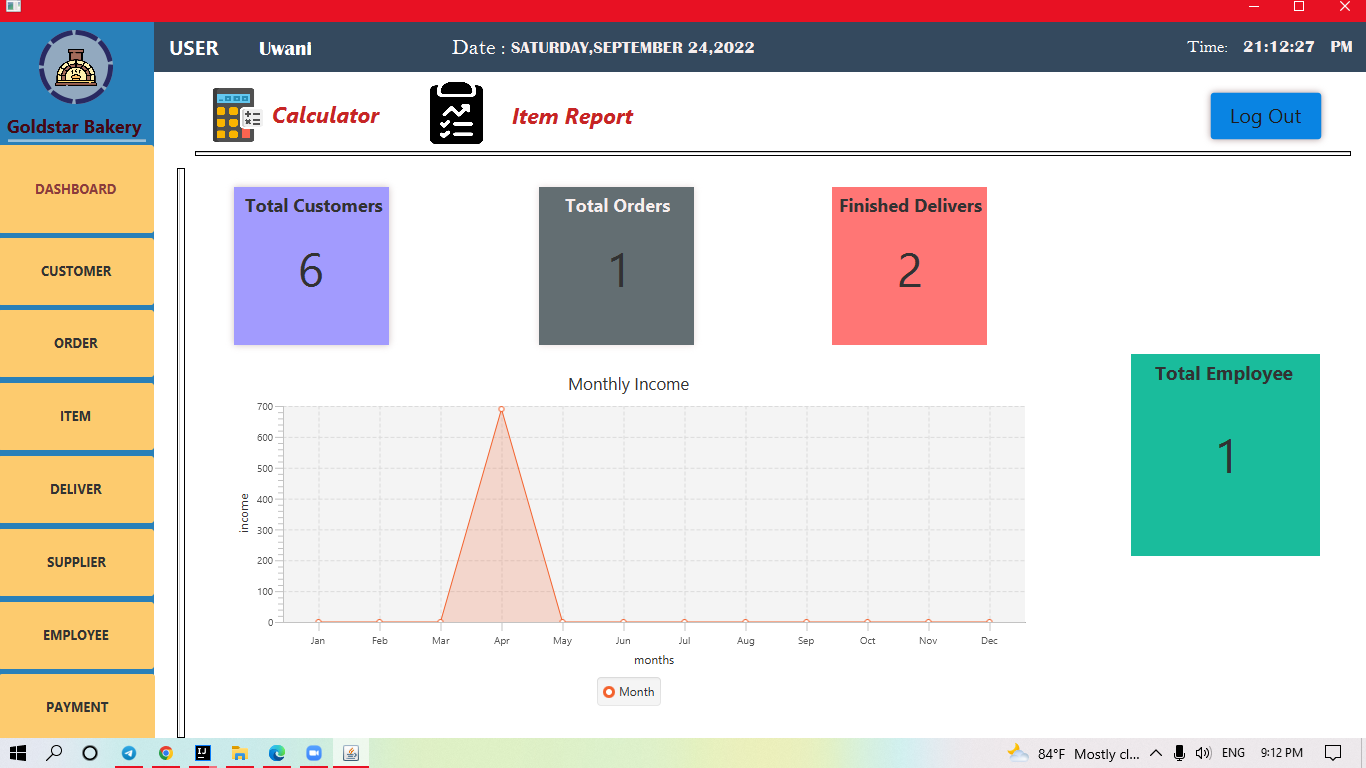 USER Uwani Date : SATURDAY,SEPTEMBER 24,2022 Time: 21:12:27 PM
Goldstar Bakery
Calculator
Item Report
Log Out
DASHBOARD
CUSTOMER
ORDER
ITEM
DELIVER
SUPPLIER
EMPLOYEE
PAYMENT
Total Customers
6
Total Orders
1
Finished Delivers
2
Total Employee
1
Monthly Income
700
600
500
400
300
200
100
0
income
Jan Feb Mar Apr May Jun Jul Aug Sep Oct Nov Dec
months
Month
IJ
84°F Mostly cl... ENG 9:12 PM